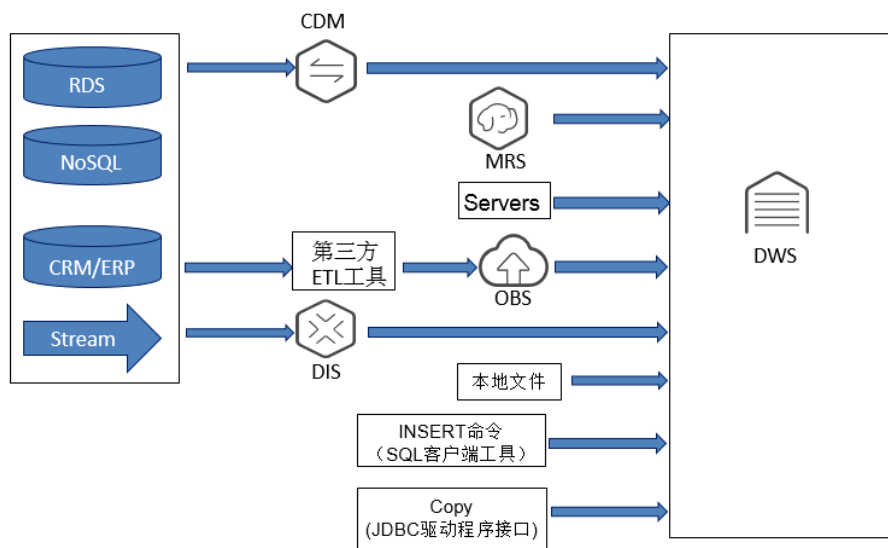 CDM
RDS
MRS
NoSQL
Servers
DWS
CRM/ERP
第三方
ETL工具
OBS
Stream
DIS
本地文件
INSERT命令
（SQL客户端工具）
Copy
(JDBC驱动程序接口)